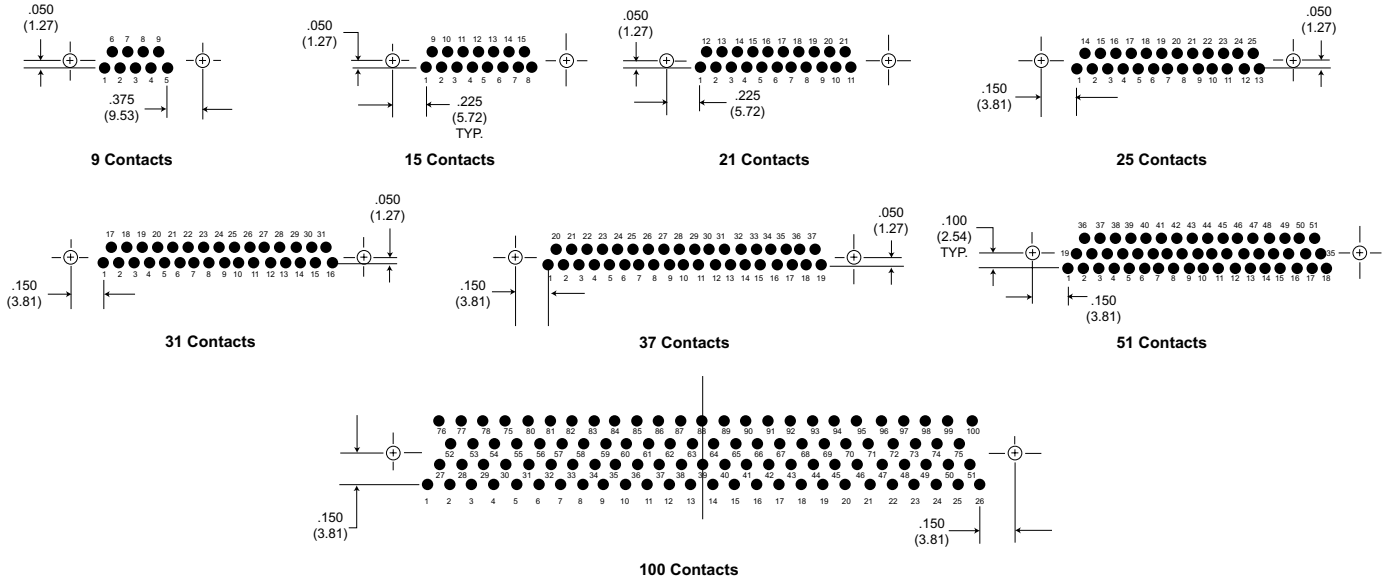 .050
(1.27)
6 7 8 9
1 2 3 4 5
.375
(9.53)
9 Contacts
.050
(1.27)
9 10 11 12 13 14 15
1 2 3 4 5 6 7 8
.225
(5.72)
TYP.
15 Contacts
.050
(1.27)
12 13 14 15 16 17 18 19 20 21
1 2 3 4 5 6 7 8 9 10 11
.225
(5.72)
21 Contacts
.050
(1.27)
14 15 16 17 18 19 20 21 22 23 24 25
1 2 3 4 5 6 7 8 9 10 11 12 13
.150
(3.81)
25 Contacts
.050
(1.27)
17 18 19 20 21 22 23 24 25 26 27 28 29 30 31
1 2 3 4 5 6 7 8 9 10 11 12 13 14 15 16
.150
(3.81)
31 Contacts
.050
(1.27)
20 21 22 23 24 25 26 27 28 29 30 31 32 33 34 35 36 37
1 2 3 4 5 6 7 8 9 10 11 12 13 14 15 16 17 18 19
.150
(3.81)
37 Contacts
.100
(2.54)
TYP.
36 37 38 39 40 41 42 43 44 45 46 47 48 49 50 51
19 35
1 2 3 4 5 6 7 8 9 10 11 12 13 14 15 16 17 18
.150
(3.81)
51 Contacts
76 77 78 75 80 81 82 83 84 85 86 87 88 89 90 91 92 93 94 95 96 97 98 99 100
52 53 54 55 56 57 58 59 60 61 62 63 64 65 66 67 68 69 70 71 72 73 74 75
27 28 29 30 31 32 33 34 35 36 37 38 39 40 41 42 43 44 45 46 47 48 49 50 51
1 2 3 4 5 6 7 8 9 10 11 12 13 14 15 16 17 18 19 20 21 22 23 24 25 26
.150
(3.81)
.150
(3.81)
100 Contacts